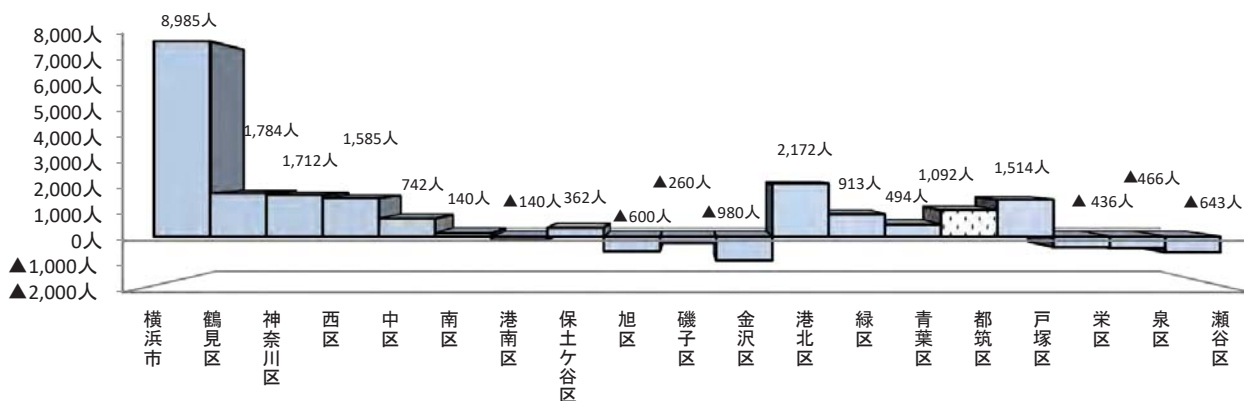 8,985人
8,000人
7,000人
6,000人
5,000人
4,000人
3,000人
2,000人
1,000人
0人
▲1,000人
▲2,000人
1,784人
1,712人
1,585人
742人
140人
▲140人
362人
▲600人
▲260人
▲980人
2,172人
913人
494人
1,092人
1,514人
▲436人
▲466人
▲643人
横浜市
鶴見区
神奈川区
西区
中区
南区
港南区
保土ケ谷区
旭区
磯子区
金沢区
港北区
緑区
青葉区
都筑区
戸塚区
栄区
泉区
瀬谷区